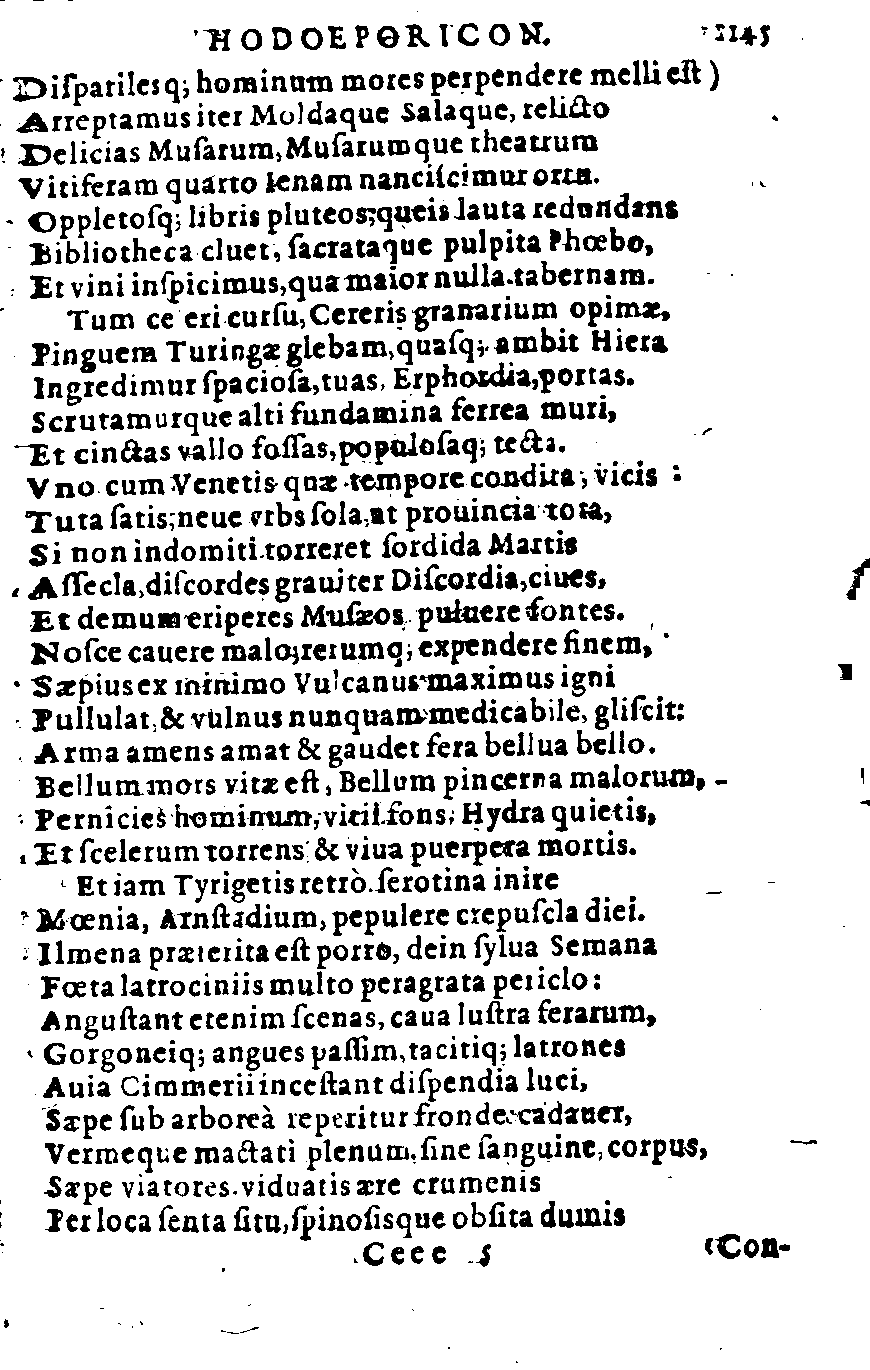 HODOEPORICON. 1145
Diſpatilesq; hominum mores perpendere melli eſt)
Arreptamus iter Moldaque Salaque, relicto
Delicias Muſarum, Muſarumque theatrum
Vitiferam quarto Ienam nanciſcimur ortu.
Oppletoſq; libris pluteos, queis lauta redundans
Bibliotheca cluet, ſacrataque pulpita Phœbo,
Et vini inſpicimus, qua maior nulla tabernam.
Tum ce eri curſu, Cereris granarium opimæ,
Pinguem Turingæ glebam, quaſq; ambit Hiera
Ingredimur ſpacioſa, tuas, Erphordia, portas.
Scrutamurque alti fundamina ferrea muri,
Et cinctas vallo foſſas, populoſaq; tecta.
Vno cum Venetis quæ tempore condita, vicis :
Tuta ſatis; neue vrbs ſola, at prouincia tota,
Si non indomiti torreret ſordida Martis
Aſſecla, diſcordes grauiter Diſcordia, ciues,
Et demum eriperes Muſæos puluere fontes.
Noſce cauere malo, rerumq; expendere finem,
Sæpius ex minimo Vulcanus maximus igni
Pullulat, & vulnus nunquam medicabile, gliſcit:
Arma amens amat & gaudet fera bellua bello.
Bellum mors vitæ eſt, Bellum pincerna malorum,
Pernicies hominum, vitii fons, Hydra quietis,
Et ſcelerum torrens & viua puerpera mortis.
Et iam Tyrigetis retrò ſerotina inire
Mœnia, Arnſtadium, pepulere crepuſcla diei.
Ilmena præterita eſt porro, dein ſylua Semana
Fœta latrociniis multo peragrata periclo:
Anguſtant etenim ſcenas, caua luſtra ferarum,
Gorgoneiq; angues paſſim, tacitiq; latrones
Auia Cimmerii inceſtant diſpendia luci,
Sæpe ſub arboreà reperitur fronde cadauer,
Vermeque mactati plenum, ſine ſanguine, corpus,
Sæpe viatores viduatis ære crumenis
Per loca ſenta ſitu, ſpinoſisque obſita dumis
Ceee 5 Con-